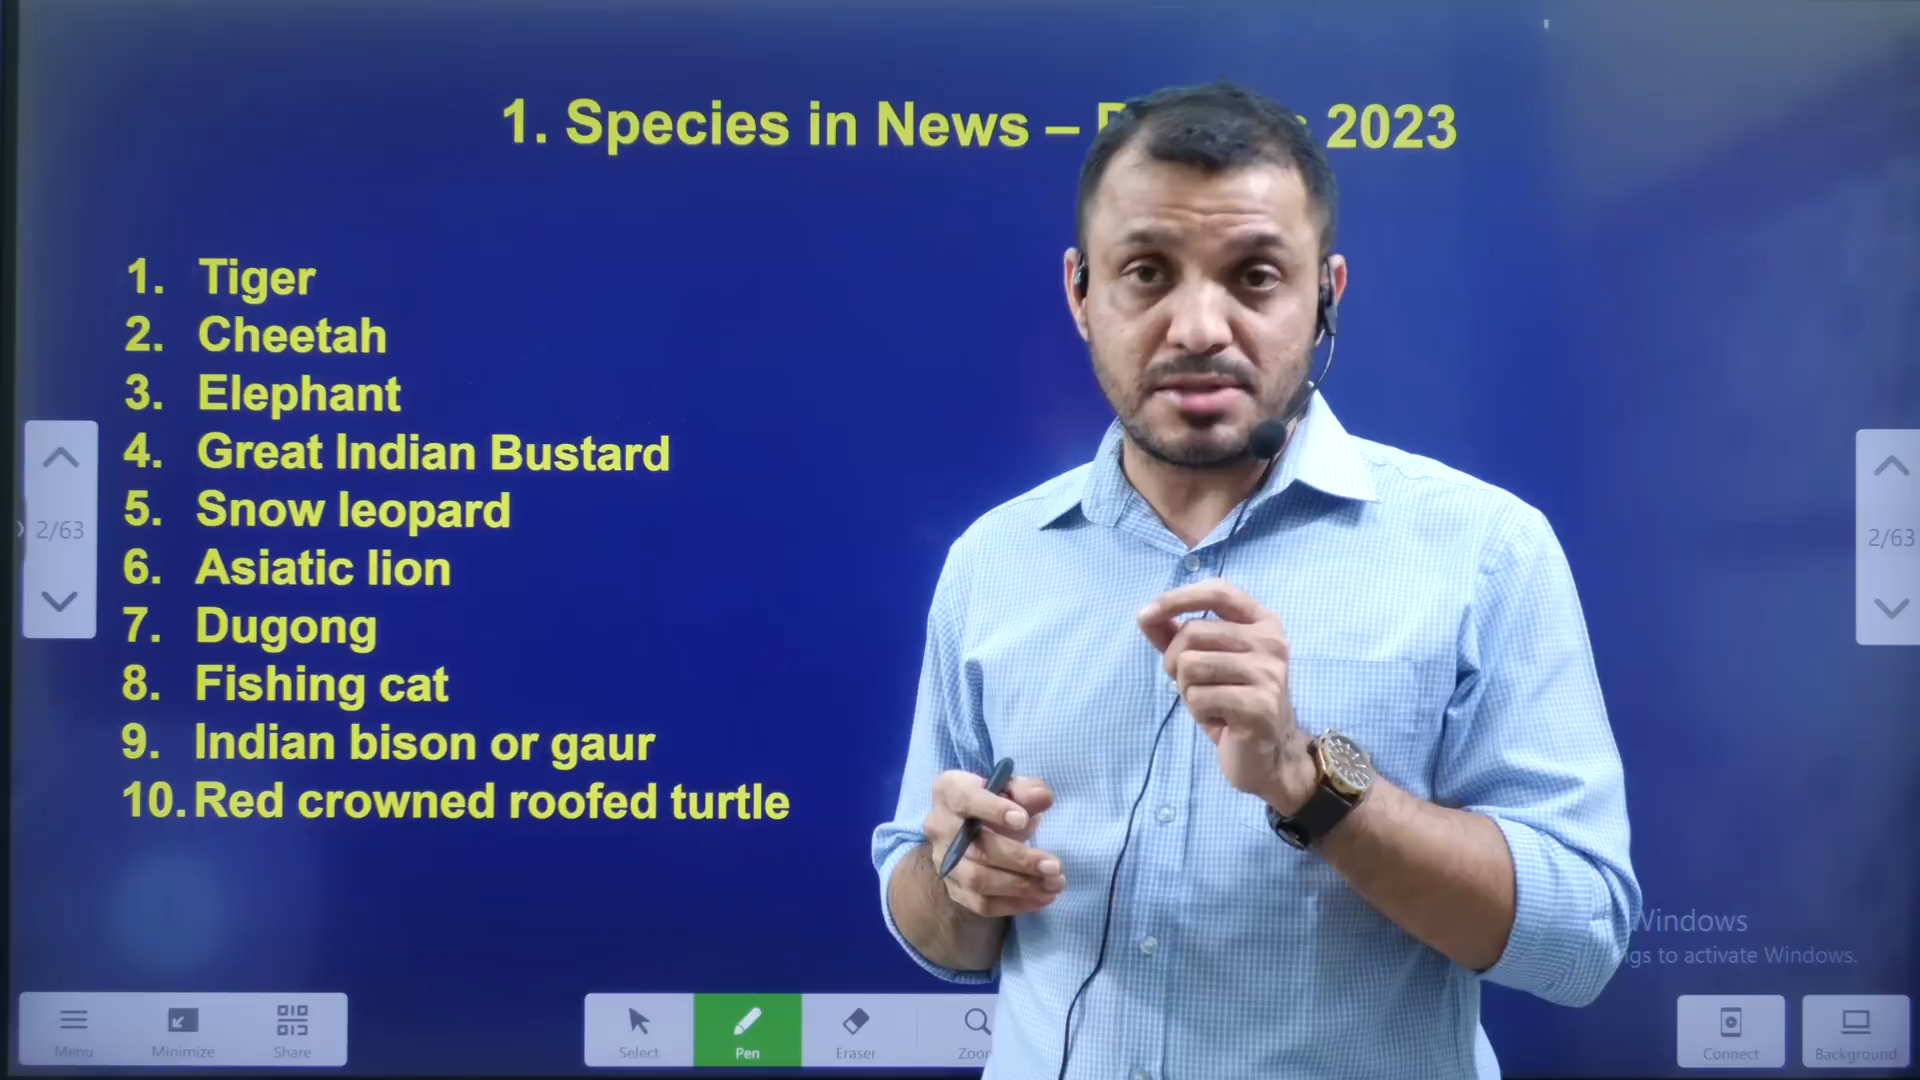 1. Species in News – 2023
1. Tiger
2. Cheetah
3. Elephant
4. Great Indian Bustard
5. Snow leopard
6. Asiatic lion
7. Dugong
8. Fishing cat
9. Indian bison or gaur
10. Red crowned roofed turtle
2/63
2/63
Windows
to activate Windows.
Menu
Minimize
Share
Select
Pen
Eraser
Connect
Background